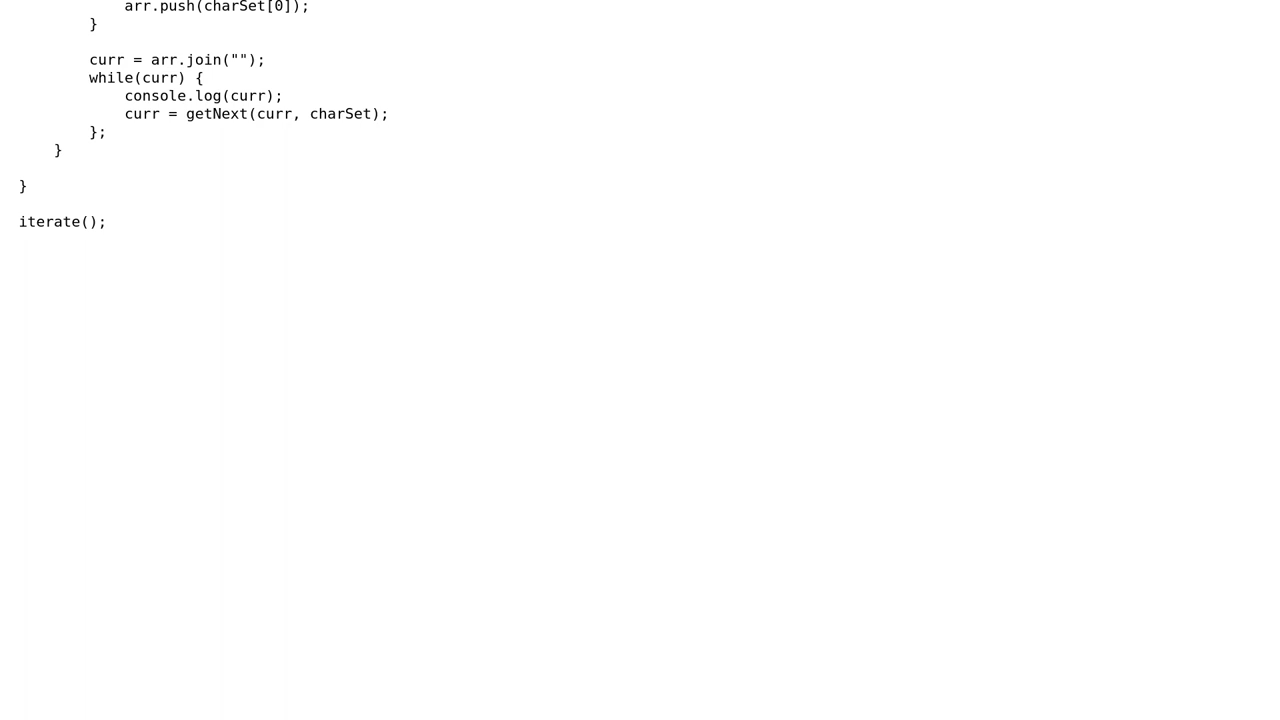 arr.push(charSet[0]);
        }

        curr = arr.join("");
        while(curr) {
            console.log(curr);
            curr = getNext(curr, charSet);
        };
    }

}

iterate();